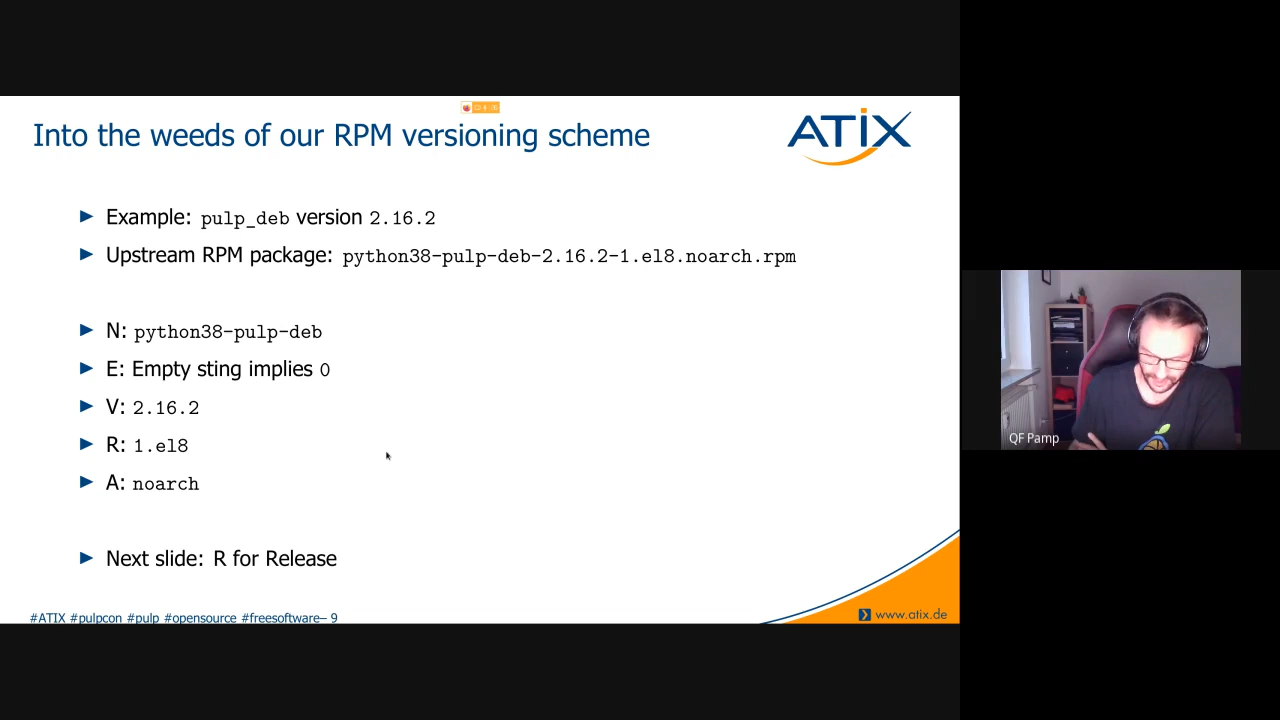 Into the weeds of our RPM versioning scheme
ATIX
Example: pulp_deb version 2.16.2
Upstream RPM package: python38-pulp-deb-2.16.2-1.el8.noarch.rpm
N: python38-pulp-deb
E: Empty sting implies 0
V: 2.16.2
R: 1.el8
A: noarch
Next slide: R for Release
#ATIX #pulpcon #pulp #opensource #freesoftware– 9
www.atix.de
QF Pamp